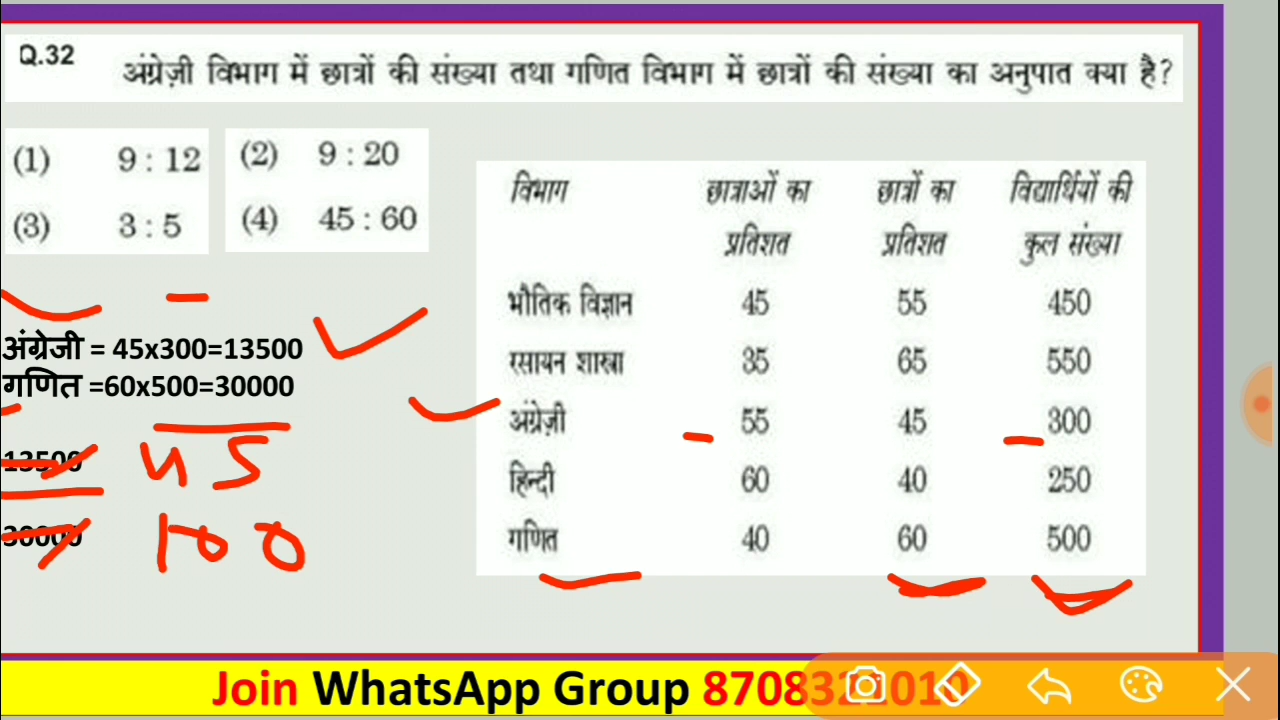 Q.32 अंग्रेज़ी विभाग में छात्रों की संख्या तथा गणित विभाग में छात्रों की संख्या का अनुपात क्या है?
(1) 9 : 12 (2) 9 : 20
(3) 3 : 5 (4) 45 : 60
विभाग छात्राओं का छात्रों का विद्यार्थियों की
प्रतिशत प्रतिशत कुल संख्या
भौतिक विज्ञान 45 55 450
रसायन शास्त्रा 35 65 550
अंग्रेज़ी 55 45 300
हिन्दी 60 40 250
गणित 40 60 500
अंग्रेजी = 45x300=13500
गणित =60x500=30000
13500 45
30000 100
Join WhatsApp Group